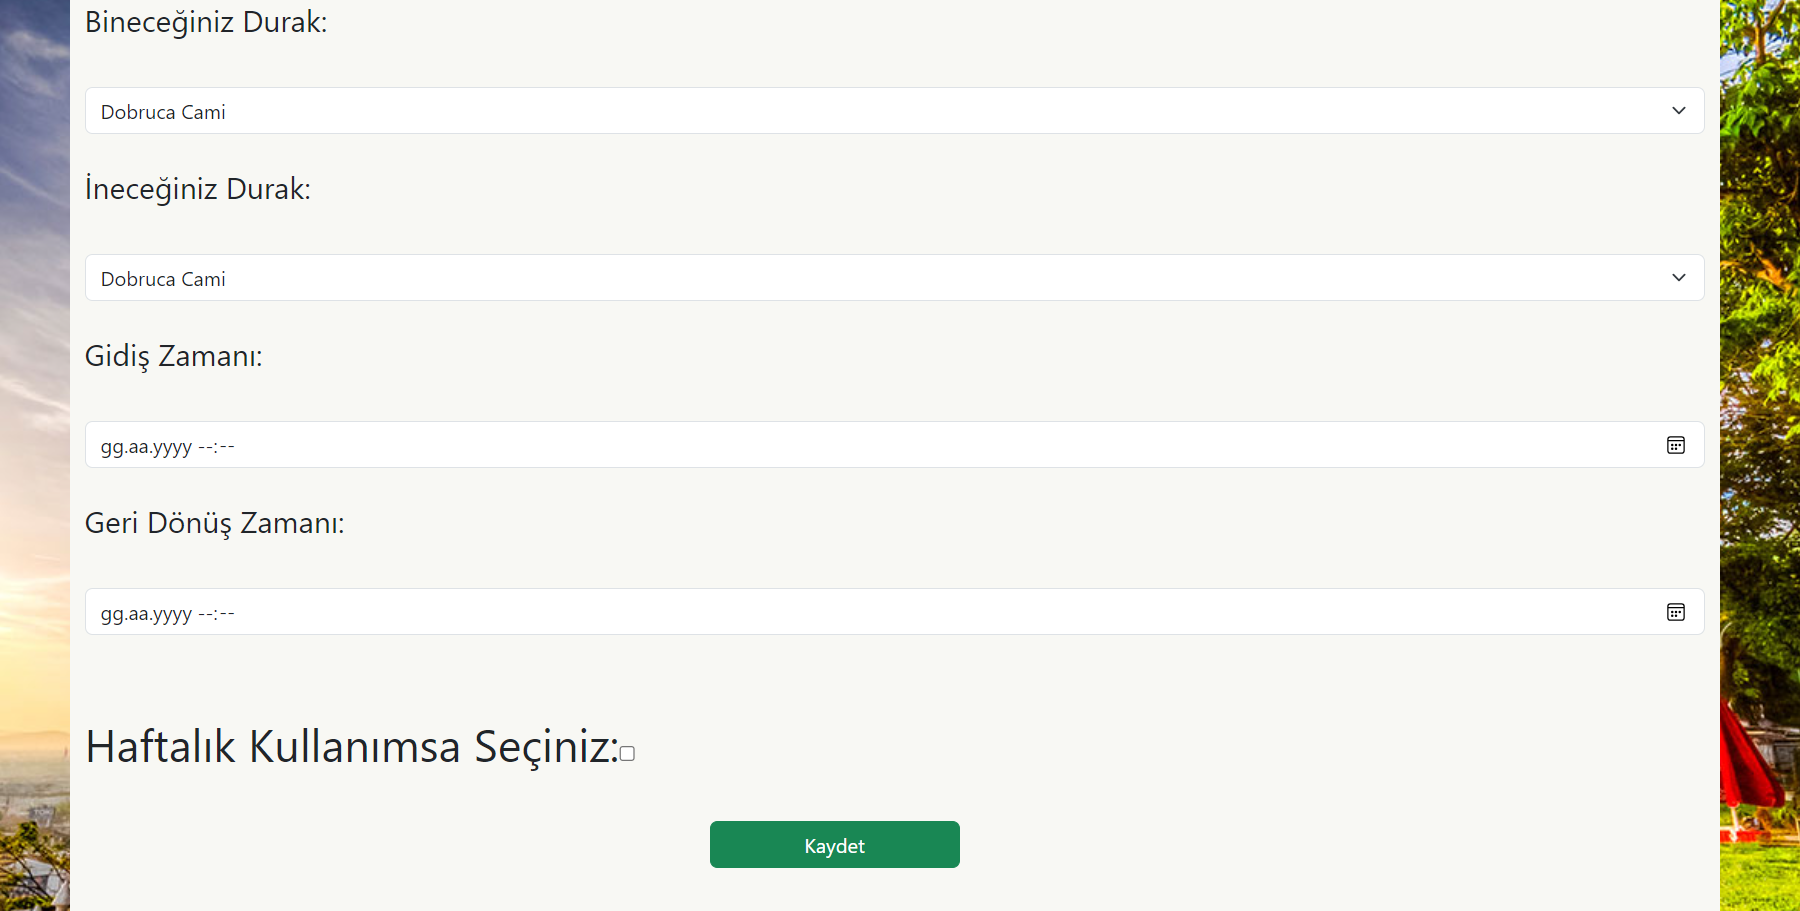 Bineceğiniz Durak:
Dobruca Cami
İneceğiniz Durak:
Dobruca Cami
Gidiş Zamanı:
gg.aa.yyyy --:--
Geri Dönüş Zamanı:
gg.aa.yyyy --:--
Haftalık Kullanımsa Seçiniz:
Kaydet